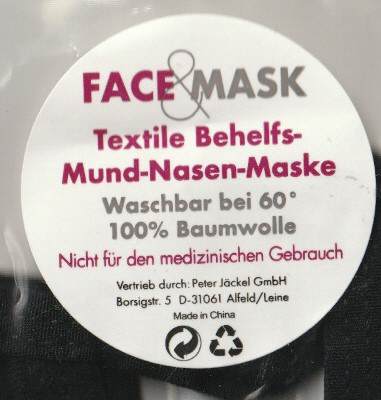 FACE & MASK
Textile Behelfs-
Mund-Nasen-Maske
Waschbar bei 60°
100% Baumwolle
Nicht für den medizinischen Gebrauch
Vertrieb durch: Peter Jäckel GmbH
Borsigstr. 5 D-31061 Alfeld/Leine
Made in China